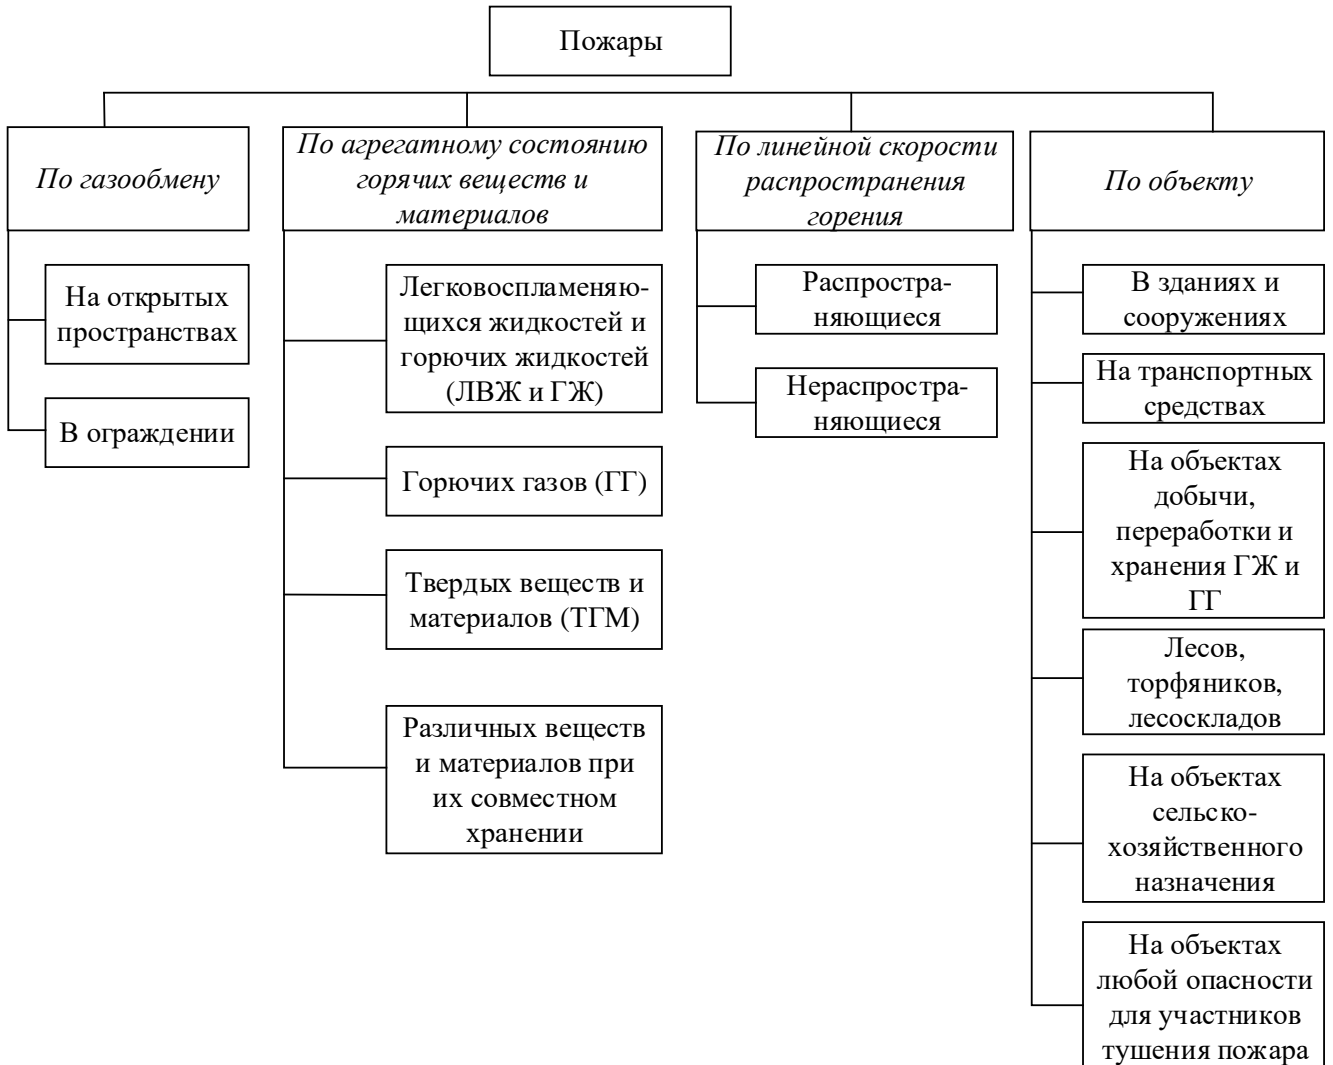 Пожары
По газообмену
На открытых
пространствах
В ограждении
По агрегатному состоянию
горячих веществ и
материалов
Легковоспламеняю-
щихся жидкостей и
горючих жидкостей
(ЛВЖ и ГЖ)
Горючих газов (ГГ)
Твердых веществ и
материалов (ТГМ)
Различных веществ
и материалов при
их совместном
хранении
По линейной скорости
распространения
горения
Распростра-
няющиеся
Нераспростра-
няющиеся
По объекту
В зданиях и
сооружениях
На транспортных
средствах
На объектах
добычи,
переработки и
хранения ГЖ и
ГГ
Лесов,
торфяников,
лесоскладов
На объектах
сельско-
хозяйственного
назначения
На объектах
любой опасности
для участников
тушения пожара